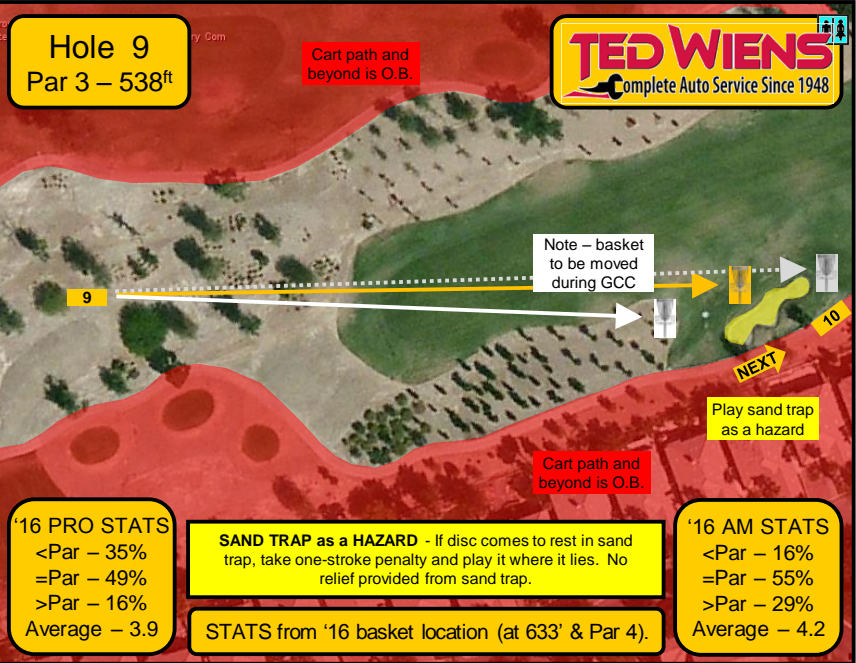 Hole 9
Par 3 – 538ft
ry Com
Cart path and
beyond is O.B.
TED WIENS
Complete Auto Service Since 1948
Note – basket
to be moved
during GCC
9
10
NEXT
Play sand trap
as a hazard
Cart path and
beyond is O.B.
'16 PRO STATS
<Par – 35%
=Par – 49%
>Par – 16%
Average – 3.9
SAND TRAP as a HAZARD - If disc comes to rest in sand
trap, take one-stroke penalty and play it where it lies. No
relief provided from sand trap.
STATS from '16 basket location (at 633' & Par 4).
'16 AM STATS
<Par – 16%
=Par – 55%
>Par – 29%
Average – 4.2